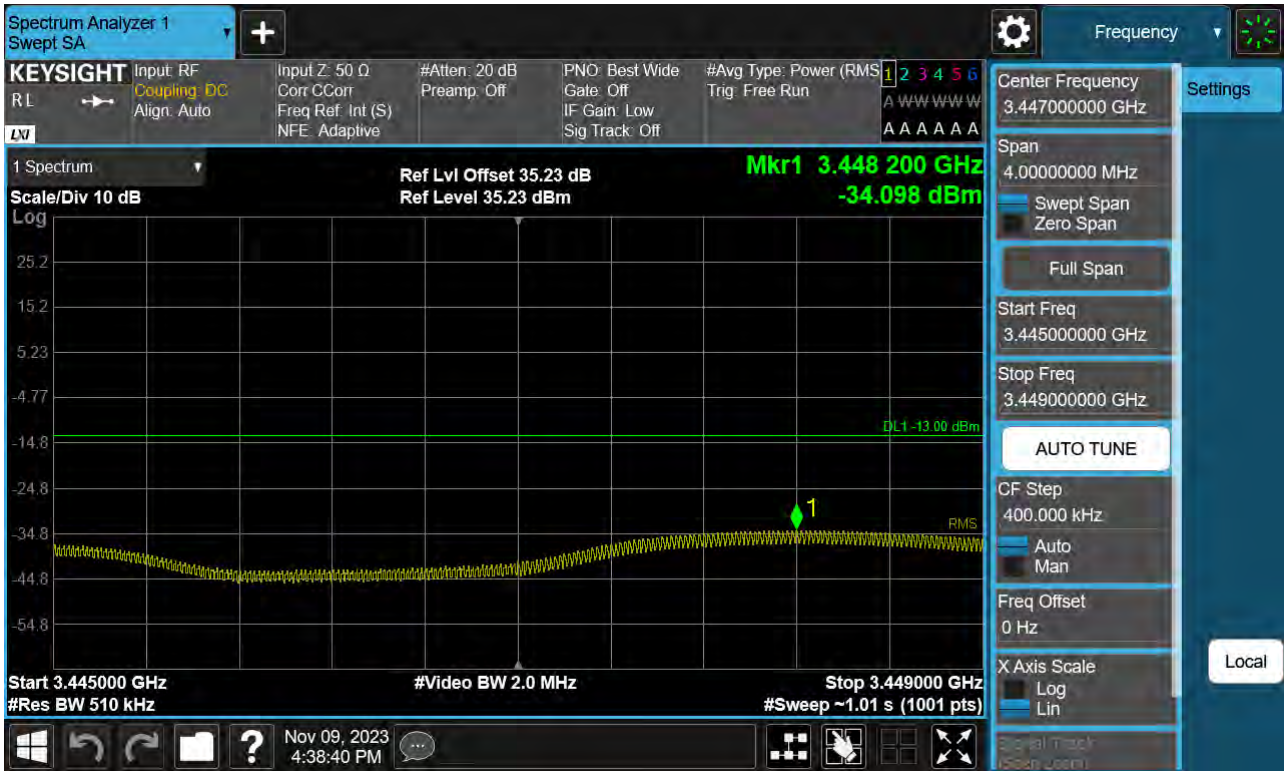 Spectrum Analyzer 1
Swept SA
+
Frequency
KEYSIGHT
RL
LXI
Input: RF
Coupling: DC
Align: Auto
Input Z: 50 Ω
Corr CCorr
Freq Ref: Int (S)
NFE: Adaptive
#Atten: 20 dB
Preamp: Off
PNO: Best Wide
Gate: Off
IF Gain: Low
Sig Track: Off
#Avg Type: Power (RMS
Trig: Free Run
1 2 3 4 5 6
A W W W W W
A A A A A A
1 Spectrum
Scale/Div 10 dB
Log
Ref Lvl Offset 35.23 dB
Ref Level 35.23 dBm
Mkr1 3.448 200 GHz
-34.098 dBm
25.2
15.2
5.23
-4.77
-14.8
-24.8
-34.8
-44.8
-54.8
DL1 -13.00 dBm
1
RMS
Start 3.445000 GHz
#Res BW 510 kHz
#Video BW 2.0 MHz
Stop 3.449000 GHz
#Sweep ~1.01 s (1001 pts)
Center Frequency
3.447000000 GHz
Span
4.00000000 MHz
Swept Span
Zero Span
Full Span
Start Freq
3.445000000 GHz
Stop Freq
3.449000000 GHz
AUTO TUNE
CF Step
400.000 kHz
Auto
Man
Freq Offset
0 Hz
X Axis Scale
Log
Lin
Signal Track
(Span Zoom)
Settings
Local
?
Nov 09, 2023
4:38:40 PM